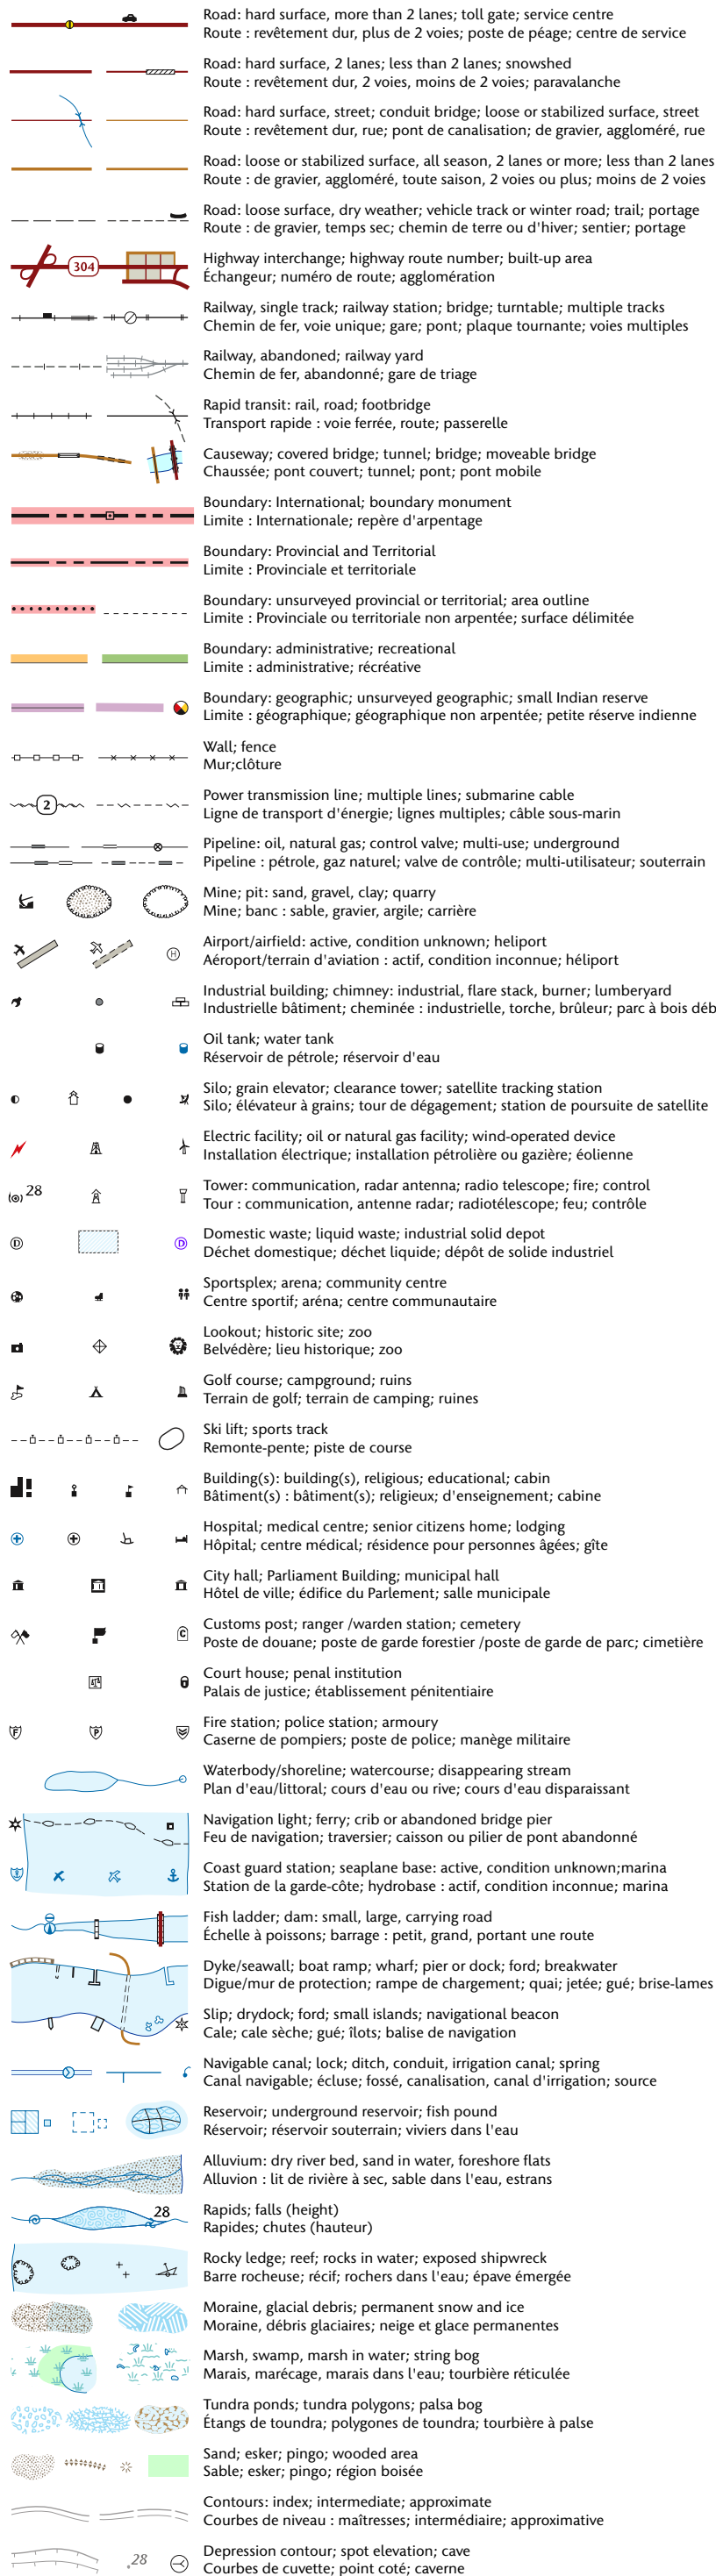 Road: hard surface, more than 2 lanes; toll gate; service centre
Route : revêtement dur, plus de 2 voies; poste de péage; centre de service
Road: hard surface, 2 lanes; less than 2 lanes; snowshed
Route : revêtement dur, 2 voies, moins de 2 voies; paravalanche
Road: hard surface, street; conduit bridge; loose or stabilized surface, street
Route : revêtement dur, rue; pont de canalisation; de gravier, aggloméré, rue
Road: loose or stabilized surface, all season, 2 lanes or more; less than 2 lanes
Route : de gravier, aggloméré, toute saison, 2 voies ou plus; moins de 2 voies
Road: loose surface, dry weather; vehicle track or winter road; trail; portage
Route : de gravier, temps sec; chemin de terre ou d'hiver; sentier; portage
304
Highway interchange; highway route number; built-up area
Échangeur; numéro de route; agglomération
Railway, single track; railway station; bridge; turntable; multiple tracks
Chemin de fer, voie unique; gare; pont; plaque tournante; voies multiples
Railway, abandoned; railway yard
Chemin de fer, abandonné; gare de triage
Rapid transit: rail, road; footbridge
Transport rapide : voie ferrée, route; passerelle
Causeway; covered bridge; tunnel; bridge; moveable bridge
Chaussée; pont couvert; tunnel; pont; pont mobile
Boundary: International; boundary monument
Limite : Internationale; repère d'arpentage
Boundary: Provincial and Territorial
Limite : Provinciale et territoriale
Boundary: unsurveyed provincial or territorial; area outline
Limite : Provinciale ou territoriale non arpentée; surface délimitée
Boundary: administrative; recreational
Limite : administrative; récréative
Boundary: geographic; unsurveyed geographic; small Indian reserve
Limite : géographique; géographique non arpentée; petite réserve indienne
Wall; fence
Mur;clôture
2
Power transmission line; multiple lines; submarine cable
Ligne de transport d'énergie; lignes multiples; câble sous-marin
Pipeline: oil, natural gas; control valve; multi-use; underground
Pipeline : pétrole, gaz naturel; valve de contrôle; multi-utilisateur; souterrain
Mine; pit: sand, gravel, clay; quarry
Mine; banc : sable, gravier, argile; carrière
H
Airport/airfield: active, condition unknown; heliport
Aéroport/terrain d'aviation : actif, condition inconnue; héliport
Industrial building; chimney: industrial, flare stack, burner; lumberyard
Industrielle bâtiment; cheminée : industrielle, torche, brûleur; parc à bois déb
Oil tank; water tank
Réservoir de pétrole; réservoir d'eau
Silo; grain elevator; clearance tower; satellite tracking station
Silo; élévateur à grains; tour de dégagement; station de poursuite de satellite
Electric facility; oil or natural gas facility; wind-operated device
Installation électrique; installation pétrolière ou gazière; éolienne
28
Tower: communication, radar antenna; radio telescope; fire; control
Tour : communication, antenne radar; radiotélescope; feu; contrôle
D D
Domestic waste; liquid waste; industrial solid depot
Déchet domestique; déchet liquide; dépôt de solide industriel
Sportsplex; arena; community centre
Centre sportif; aréna; centre communautaire
Lookout; historic site; zoo
Belvédère; lieu historique; zoo
Golf course; campground; ruins
Terrain de golf; terrain de camping; ruines
Ski lift; sports track
Remonte-pente; piste de course
Building(s): building(s), religious; educational; cabin
Bâtiment(s) : bâtiment(s); religieux; d'enseignement; cabine
Hospital; medical centre; senior citizens home; lodging
Hôpital; centre médical; résidence pour personnes âgées; gîte
City hall; Parliament Building; municipal hall
Hôtel de ville; édifice du Parlement; salle municipale
C
Customs post; ranger /warden station; cemetery
Poste de douane; poste de garde forestier /poste de garde de parc; cimetière
Court house; penal institution
Palais de justice; établissement pénitentiaire
F P
Fire station; police station; armoury
Caserne de pompiers; poste de police; manège militaire
Waterbody/shoreline; watercourse; disappearing stream
Plan d'eau/littoral; cours d'eau ou rive; cours d'eau disparaissant
Navigation light; ferry; crib or abandoned bridge pier
Feu de navigation; traversier; caisson ou pilier de pont abandonné
Coast guard station; seaplane base: active, condition unknown;marina
Station de la garde-côte; hydrobase : actif, condition inconnue; marina
Fish ladder; dam: small, large, carrying road
Échelle à poissons; barrage : petit, grand, portant une route
Dyke/seawall; boat ramp; wharf; pier or dock; ford; breakwater
Digue/mur de protection; rampe de chargement; quai; jetée; gué; brise-lames
Slip; drydock; ford; small islands; navigational beacon
Cale; cale sèche; gué; îlots; balise de navigation
Navigable canal; lock; ditch, conduit, irrigation canal; spring
Canal navigable; écluse; fossé, canalisation, canal d'irrigation; source
Reservoir; underground reservoir; fish pound
Réservoir; réservoir souterrain; viviers dans l'eau
Alluvium: dry river bed, sand in water, foreshore flats
Alluvion : lit de rivière à sec, sable dans l'eau, estrans
28
Rapids; falls (height)
Rapides; chutes (hauteur)
Rocky ledge; reef; rocks in water; exposed shipwreck
Barre rocheuse; récif; rochers dans l'eau; épave émergée
Moraine, glacial debris; permanent snow and ice
Moraine, débris glaciaires; neige et glace permanentes
Marsh, swamp, marsh in water; string bog
Marais, marécage, marais dans l'eau; tourbière réticulée
Tundra ponds; tundra polygons; palsa bog
Étangs de toundra; polygones de toundra; tourbière à palse
Sand; esker; pingo; wooded area
Sable; esker; pingo; région boisée
Contours: index; intermediate; approximate
Courbes de niveau : maîtresses; intermédiaire; approximative
.28
Depression contour; spot elevation; cave
Courbes de cuvette; point coté; caverne